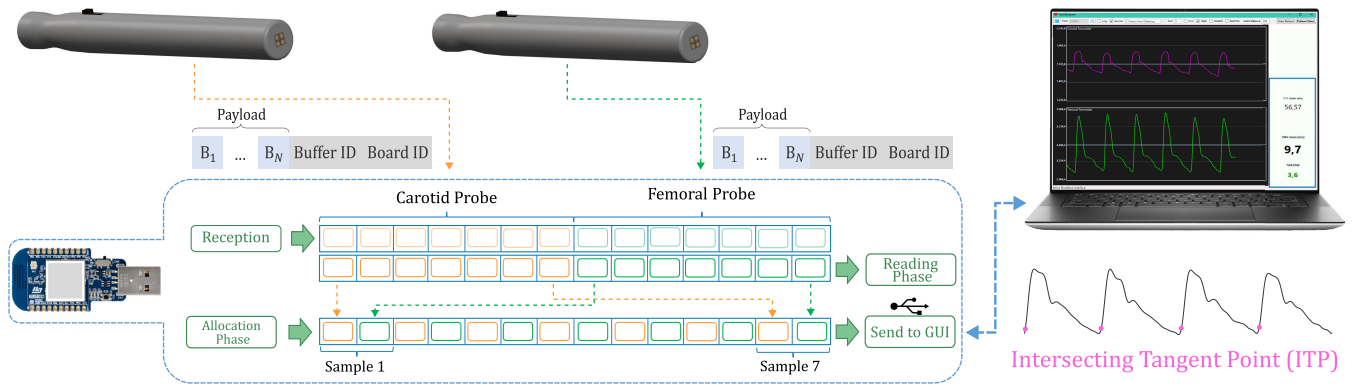 Payload
B1 ... BN Buffer ID Board ID
Payload
B1 ... BN Buffer ID Board ID
Carotid Probe
Femoral Probe
Reception
Reading
Phase
Allocation
Phase
Send to GUI
Sample 1
Sample 7
56,57
9,7
3,6
Intersecting Tangent Point (ITP)